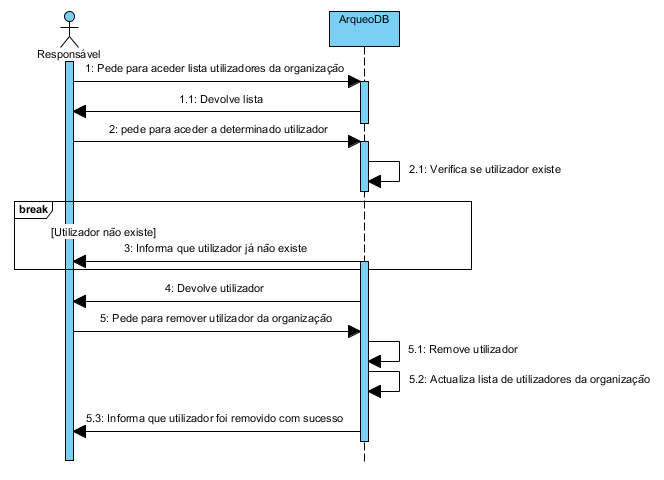 ArqueoDB
Responsável
1: Pede para aceder lista utilizadores da organização
1.1: Devolve lista
2: pede para aceder a determinado utilizador
2.1: Verifica se utilizador existe
break
[Utilizador não existe]
3: Informa que utilizador já não existe
4: Devolve utilizador
5: Pede para remover utilizador da organização
5.1: Remove utilizador
5.2: Actualiza lista de utilizadores da organização
5.3: Informa que utilizador foi removido com sucesso